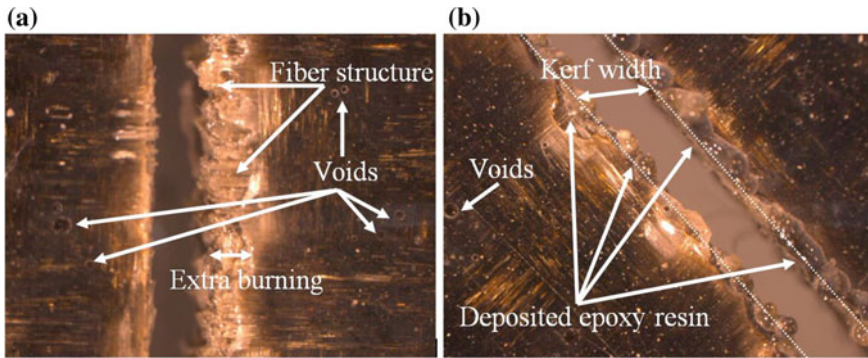 (a)
Fiber structure
Voids
Extra burning
(b)
Kerf width
Voids
Deposited epoxy resin